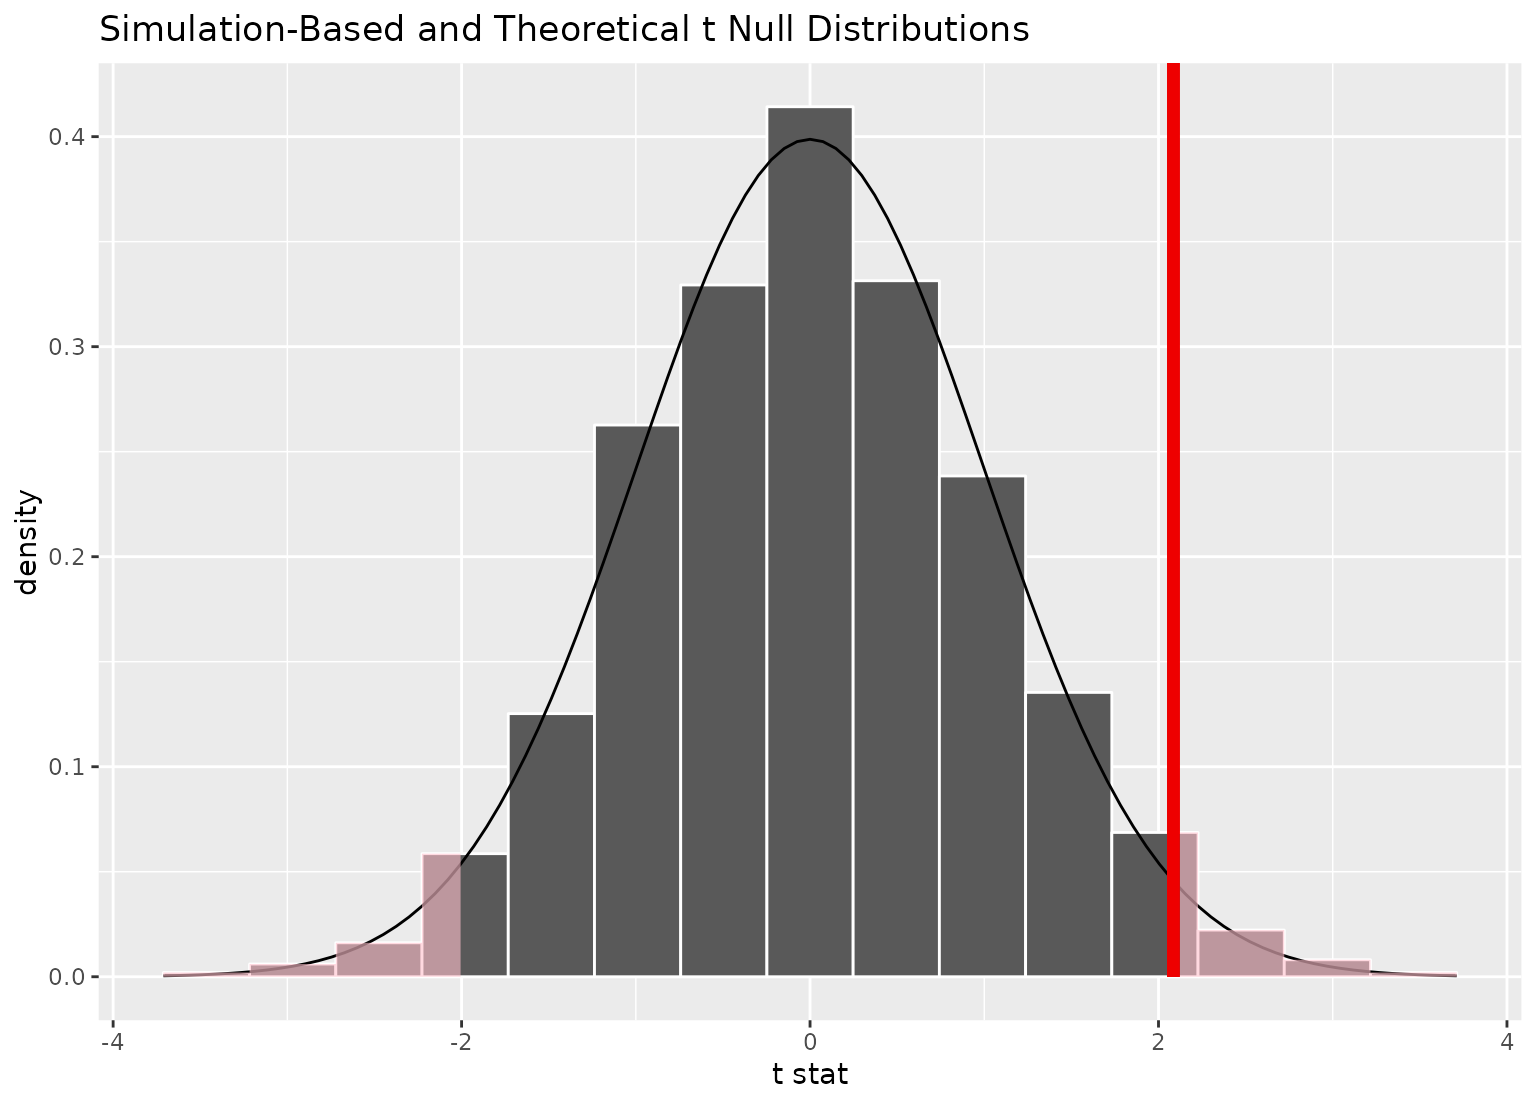 Simulation-Based and Theoretical t Null Distributions
density
0.4
0.3
0.2
0.1
0.0
-4 -2 0 2 4
t stat